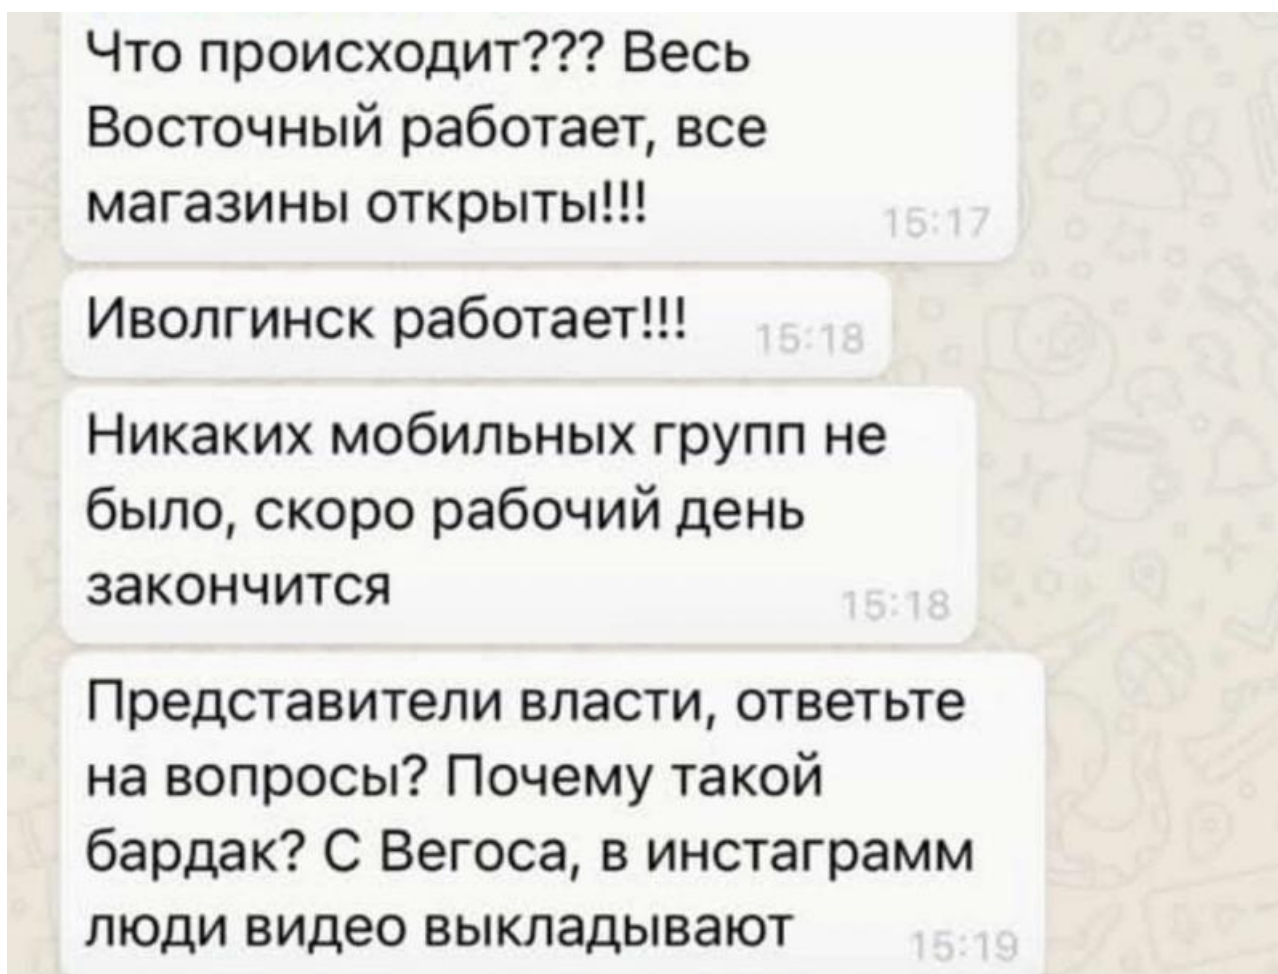 Что происходит??? Весь
Восточный работает, все
магазины открыты!!!
15:17
Иволгинск работает!!!
15:18
Никаких мобильных групп не
было, скоро рабочий день
закончится
15:18
Представители власти, ответьте
на вопросы? Почему такой
бардак? С Вегоса, в инстаграмм
люди видео выкладывают
15:19